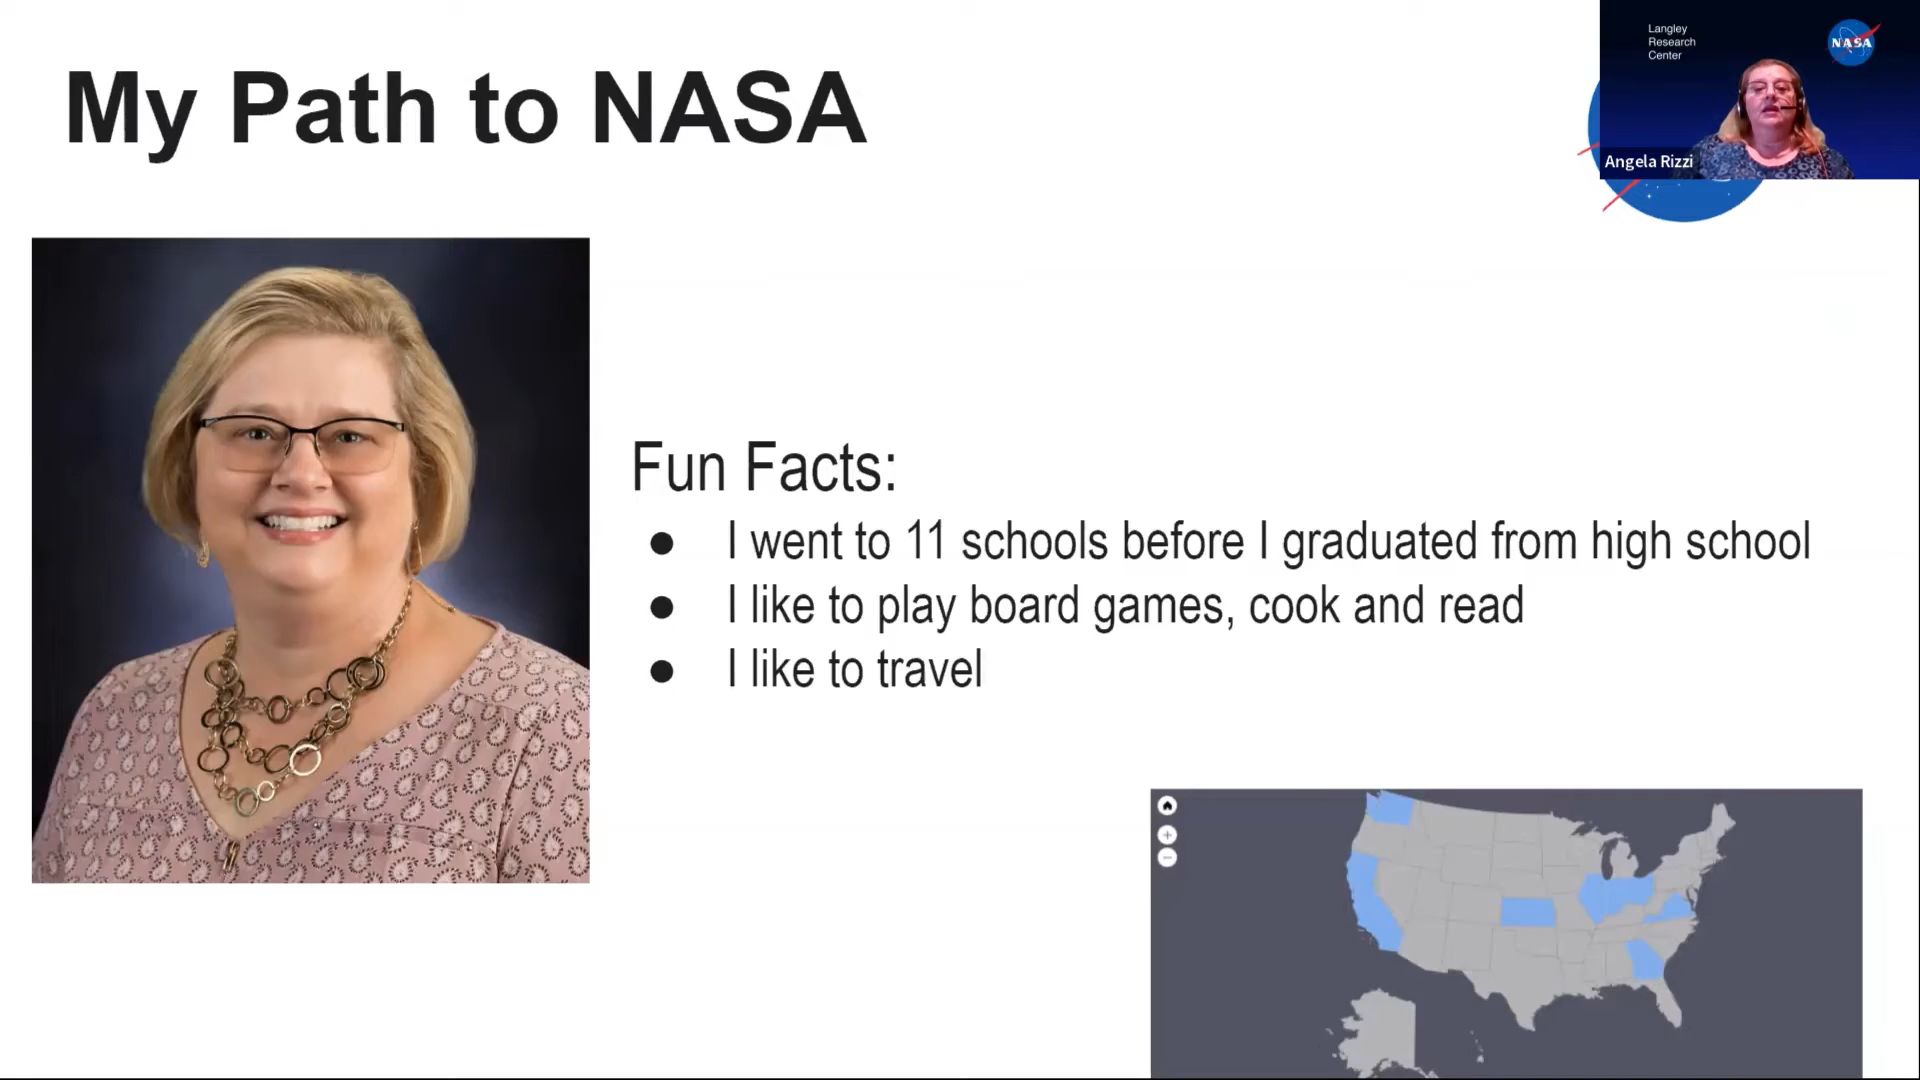 My Path to NASA
Langley
Research
Center
NASA
Angela Rizzi
Fun Facts:
● I went to 11 schools before I graduated from high school
● I like to play board games, cook and read
● I like to travel